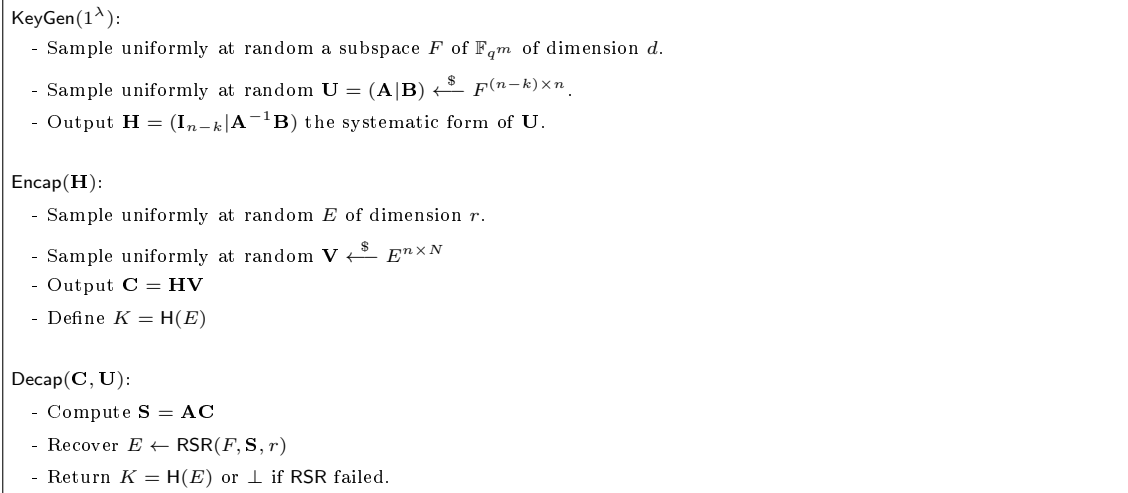 KeyGen(1^λ):
- Sample uniformly at random a subspace F of 𝔽_{q^m} of dimension d.
- Sample uniformly at random U = (A|B) ←$ F^{(n−k)×n}.
- Output H = (I_{n−k}|A^{−1}B) the systematic form of U.
Encap(H):
- Sample uniformly at random E of dimension r.
- Sample uniformly at random V ←$ E^{n×N}
- Output C = HV
- Define K = H(E)
Decap(C, U):
- Compute S = AC
- Recover E ← RSR(F, S, r)
- Return K = H(E) or ⊥ if RSR failed.